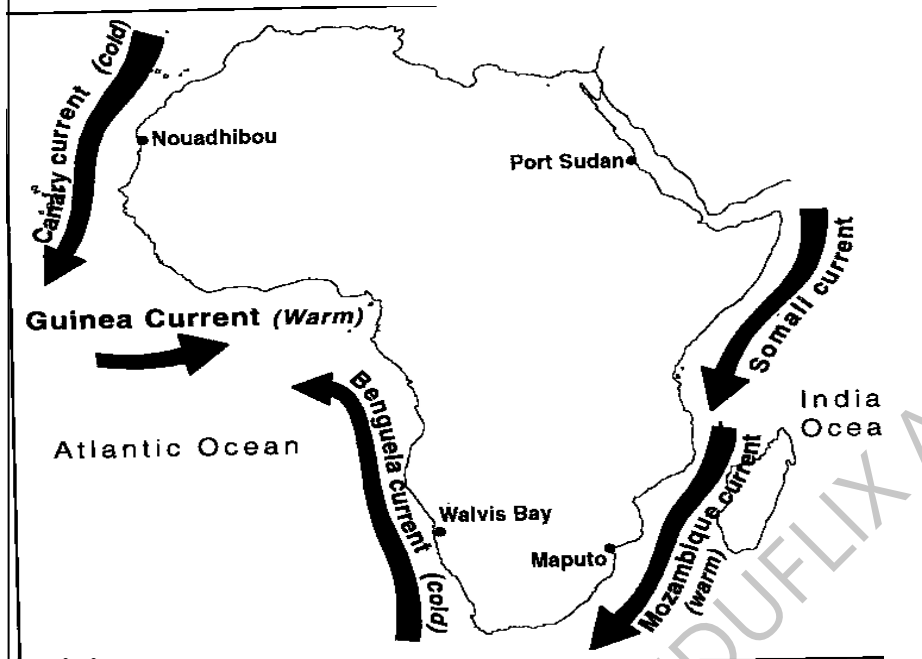 Canary current (cold)
Nouadhibou
Port Sudan
Guinea Current (Warm)
Somali current
India
Ocea
Benguela current (cold)
Atlantic Ocean
Mozambique current
(warm)
Walvis Bay
Maputo
DUFLIX A